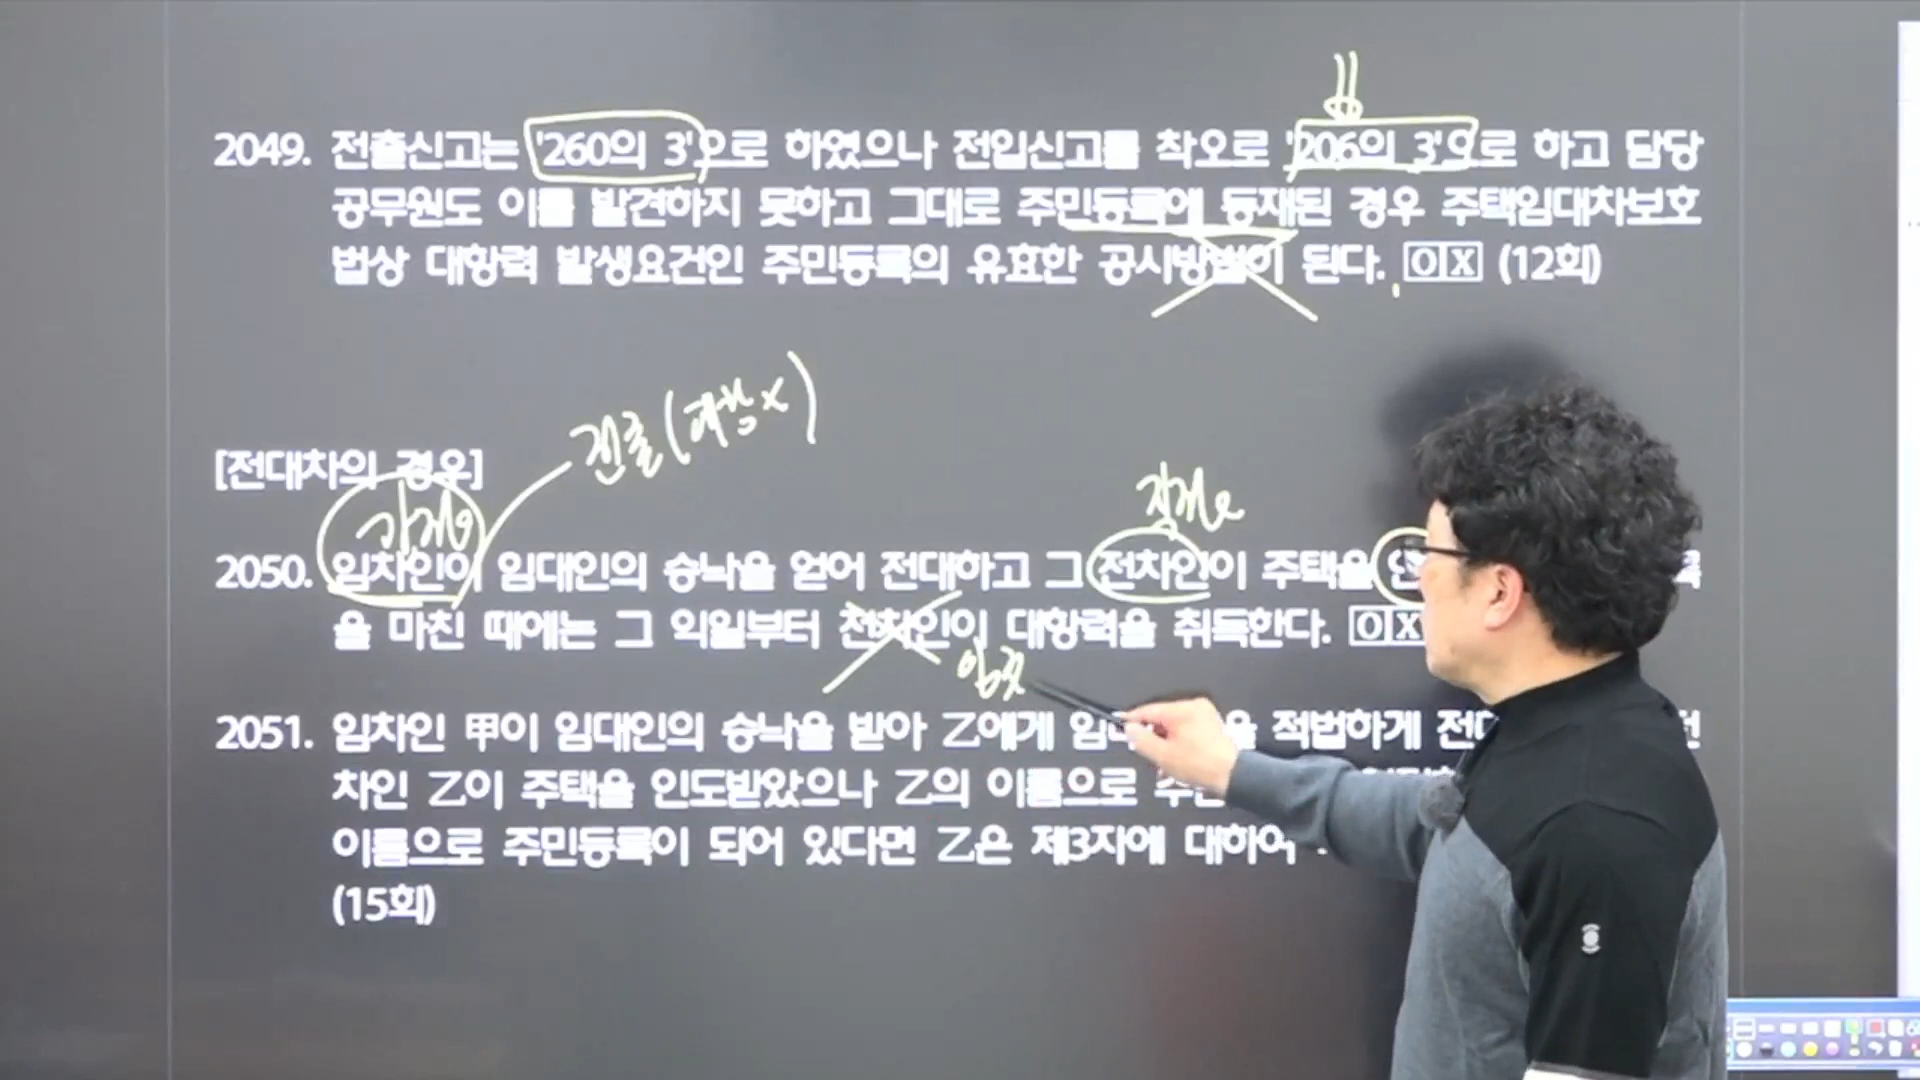 2049. 전출신고는 '260의 3'으로 하였으나 전입신고를 착오로 '206의 3'으로 하고 담당
공무원도 이를 발견하지 못하고 그대로 주민등록에 등재된 경우 주택임대차보호
법상 대항력 발생요건인 주민등록의 유효한 공시방법이 된다. O X (12회)
전출(대항×)
[전대차의 경우]
간접
직접
2050. 임차인이 임대인의 승낙을 얻어 전대하고 그 전차인이 주택을
을 마친 때에는 그 익일부터 전차인이 대항력을 취득한다. O X
임차
2051. 임차인 甲이 임대인의 승낙을 받아 乙에게 적법하게
차인 乙이 주택을 인도받았으나 乙의 이름으로
이름으로 주민등록이 되어 있다면 乙은 제3자에 대하여
(15회)